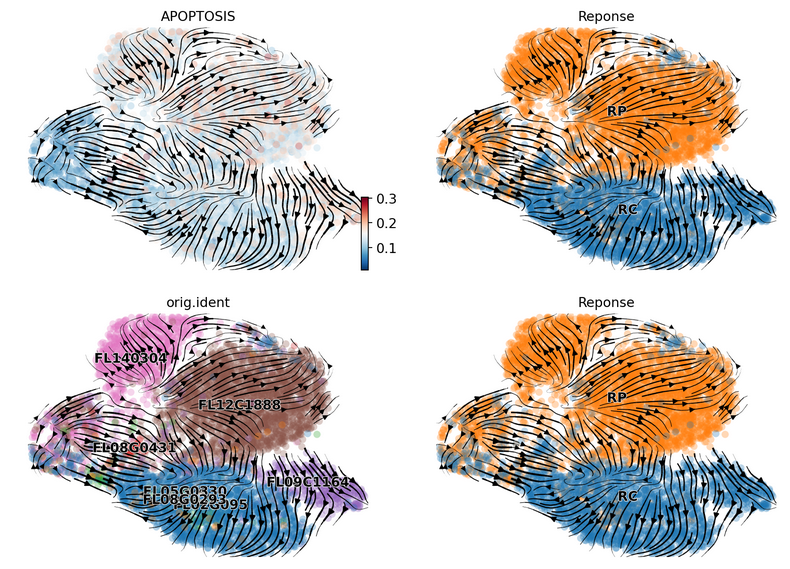 APOPTOSIS
Reponse
RP
RC
0.3
0.2
0.1
orig.ident
Reponse
FL140304
FL12C1888
FL08G0431
FL09C1164
FL05G0330
FL08G0293
FL02G095
RP
RC